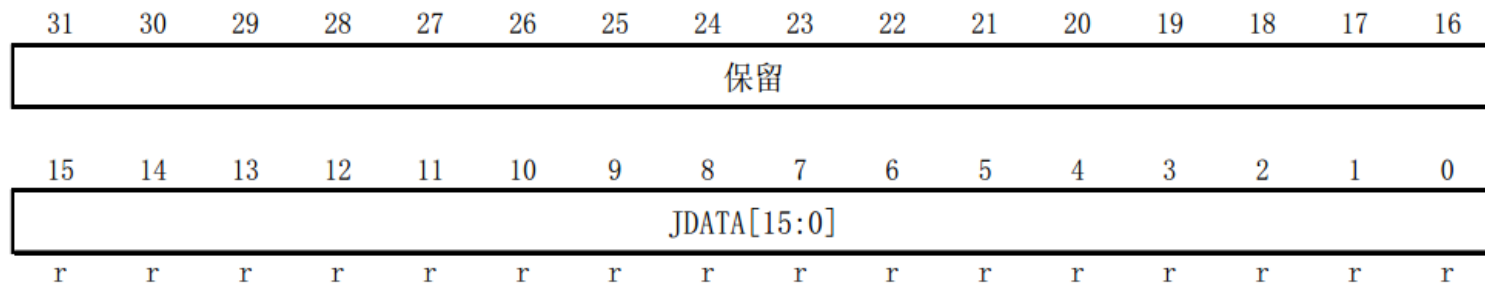 31 30 29 28 27 26 25 24 23 22 21 20 19 18 17 16
保留
15 14 13 12 11 10 9 8 7 6 5 4 3 2 1 0
JDATA[15:0]
r r r r r r r r r r r r r r r r